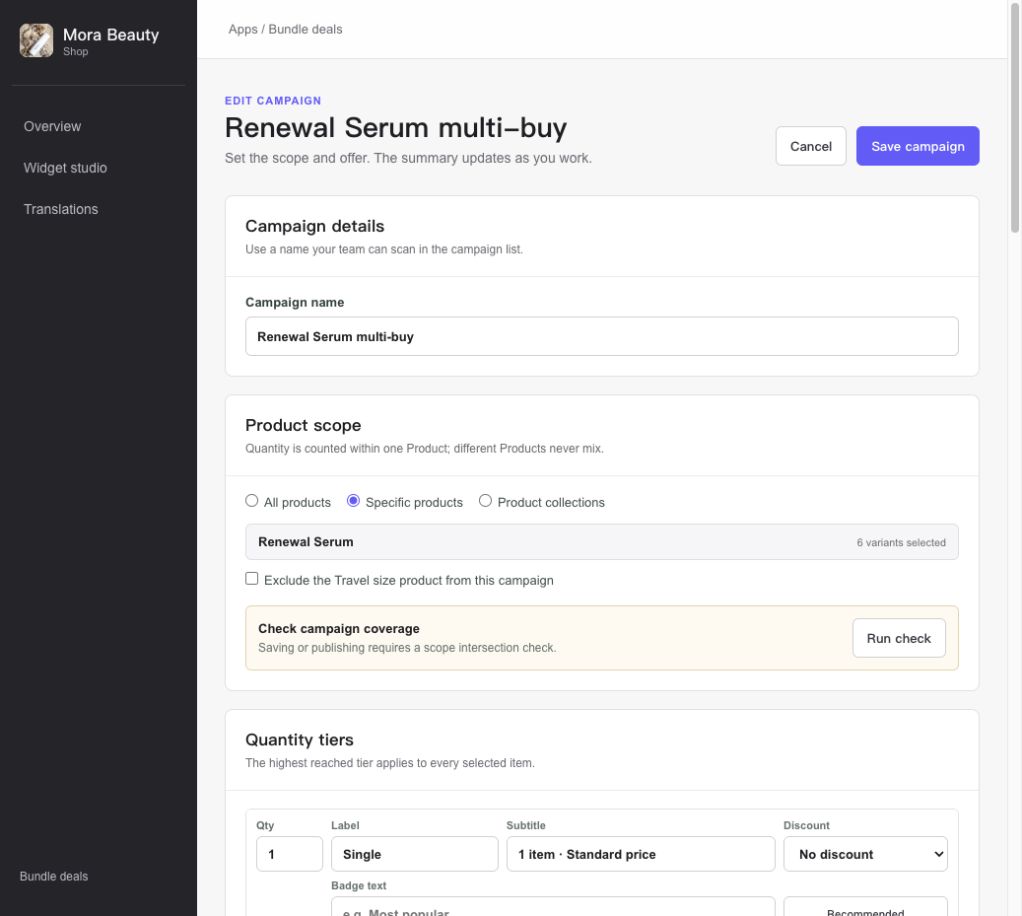 Mora Beauty
Shop
Overview
Widget studio
Translations
Bundle deals
Apps / Bundle deals
EDIT CAMPAIGN
Renewal Serum multi-buy
Set the scope and offer. The summary updates as you work.
Cancel
Save campaign
Campaign details
Use a name your team can scan in the campaign list.
Campaign name
Renewal Serum multi-buy
Product scope
Quantity is counted within one Product; different Products never mix.
All products
Specific products
Product collections
Renewal Serum
6 variants selected
Exclude the Travel size product from this campaign
Check campaign coverage
Saving or publishing requires a scope intersection check.
Run check
Quantity tiers
The highest reached tier applies to every selected item.
Qty
Label
Subtitle
Discount
1
Single
1 item · Standard price
No discount
Badge text
e.g. Most popular
Recommended